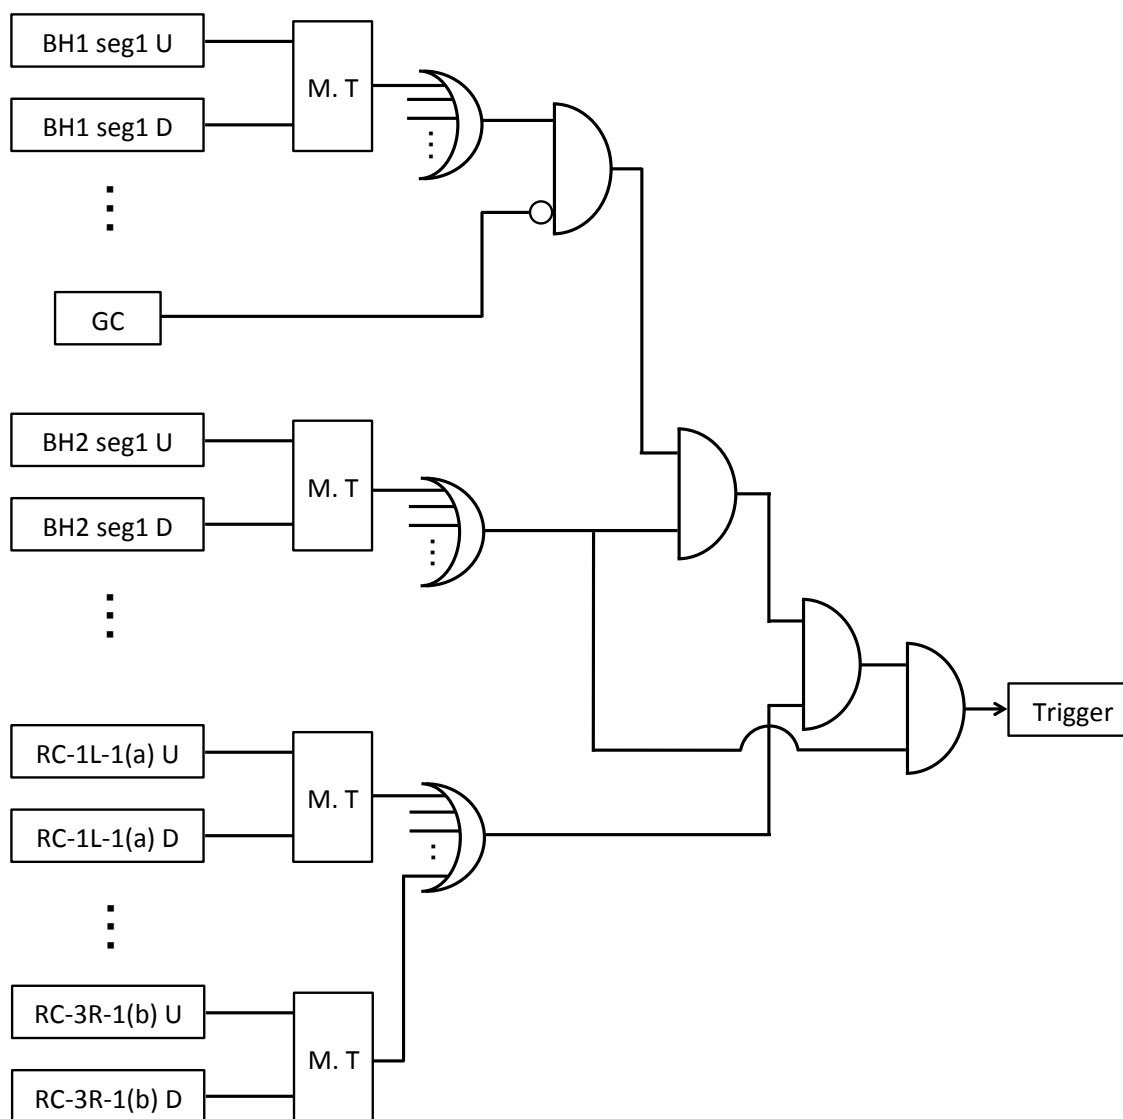 BH1 seg1 U
M. T
BH1 seg1 D
GC
BH2 seg1 U
M. T
BH2 seg1 D
Trigger
RC-1L-1(a) U
M. T
RC-1L-1(a) D
RC-3R-1(b) U
M. T
RC-3R-1(b) D